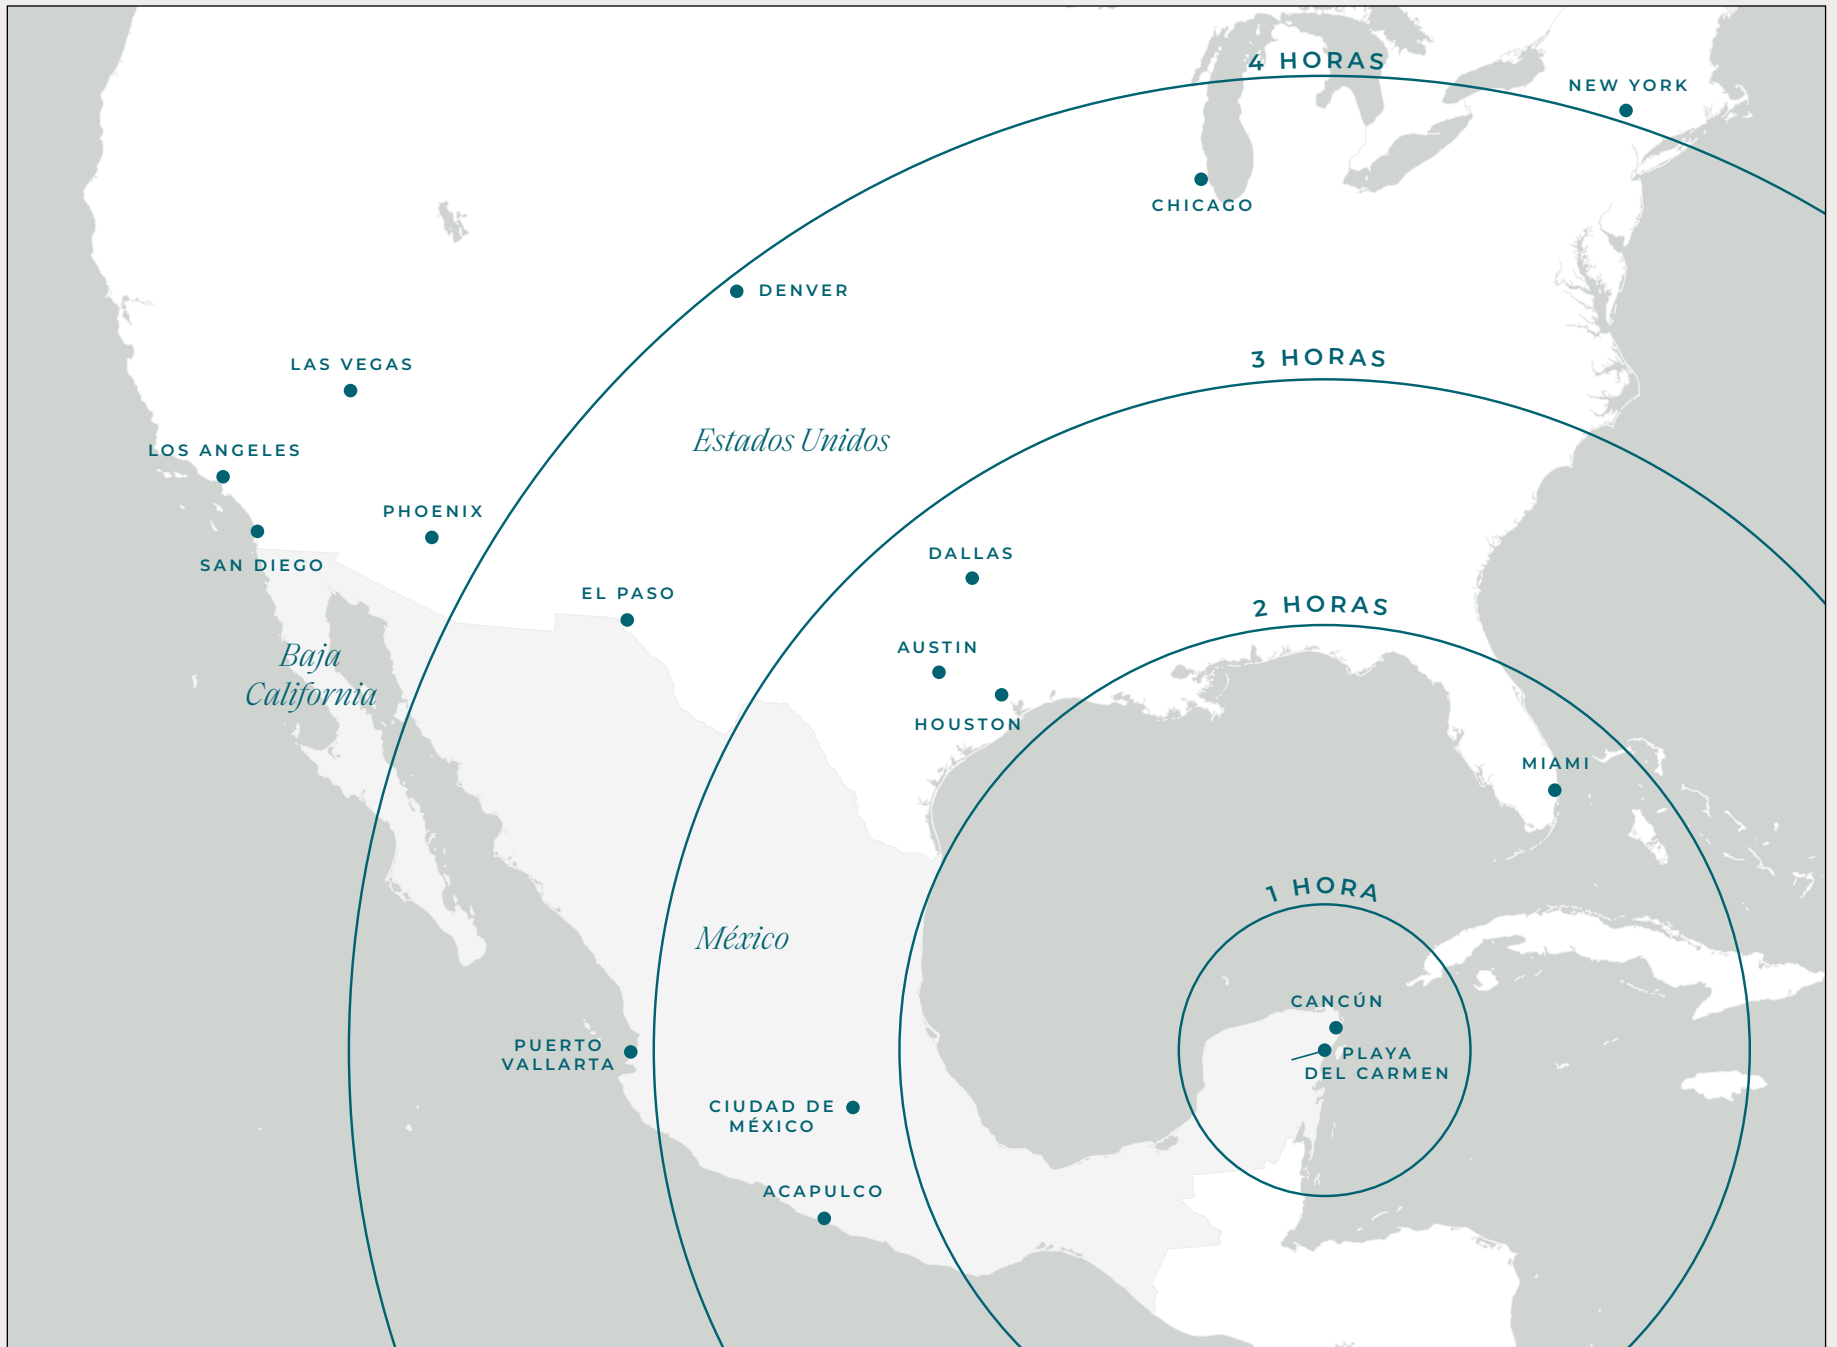 4 HORAS
NEW YORK
CHICAGO
DENVER
3 HORAS
LAS VEGAS
Estados Unidos
LOS ANGELES
PHOENIX
DALLAS
SAN DIEGO
EL PASO
2 HORAS
AUSTIN
Baja
California
HOUSTON
MIAMI
1 HORA
México
CANCÚN
PUERTO
VALLARTA
PLAYA
DEL CARMEN
CIUDAD DE
MÉXICO
ACAPULCO